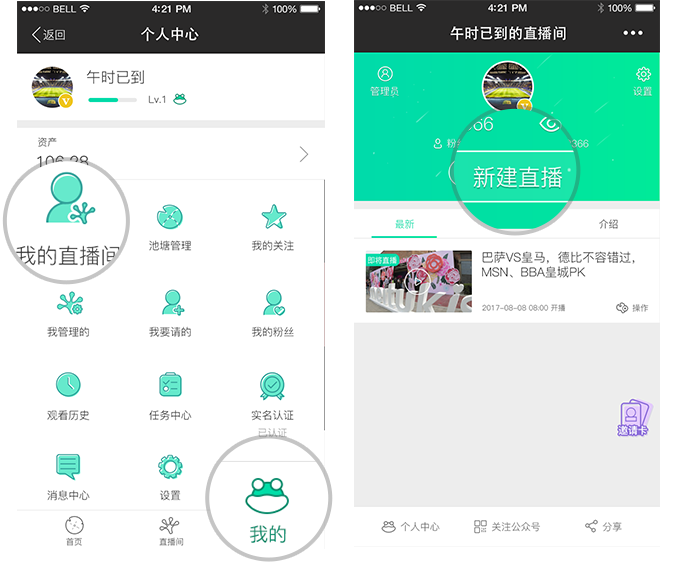 BELL 4:21 PM 100%
返回 个人中心
午时已到
Lv.1
资产
106.28
我的直播间
池塘管理
我的关注
我管理的
我要请的
我的粉丝
观看历史
任务中心
实名认证
已认证
消息中心
设置
我的
首页
直播间
BELL 4:21 PM 100%
午时已到的直播间
管理员
设置
666
粉
366
新建直播
最新
介绍
即将直播
巴萨VS皇马，德比不容错过，
MSN、BBA皇城PK
2017-08-08 08:00 开播
操作
邀请卡
个人中心
关注公众号
分享